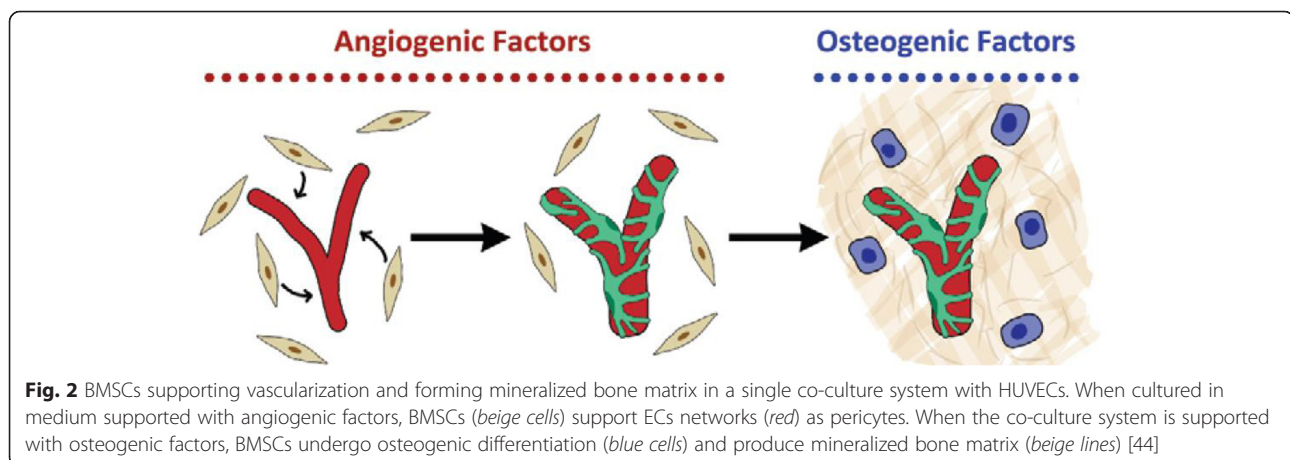 Angiogenic Factors
Osteogenic Factors
Fig. 2 BMSCs supporting vascularization and forming mineralized bone matrix in a single co-culture system with HUVECs. When cultured in
medium supported with angiogenic factors, BMSCs (beige cells) support ECs networks (red) as pericytes. When the co-culture system is supported
with osteogenic factors, BMSCs undergo osteogenic differentiation (blue cells) and produce mineralized bone matrix (beige lines) [44]